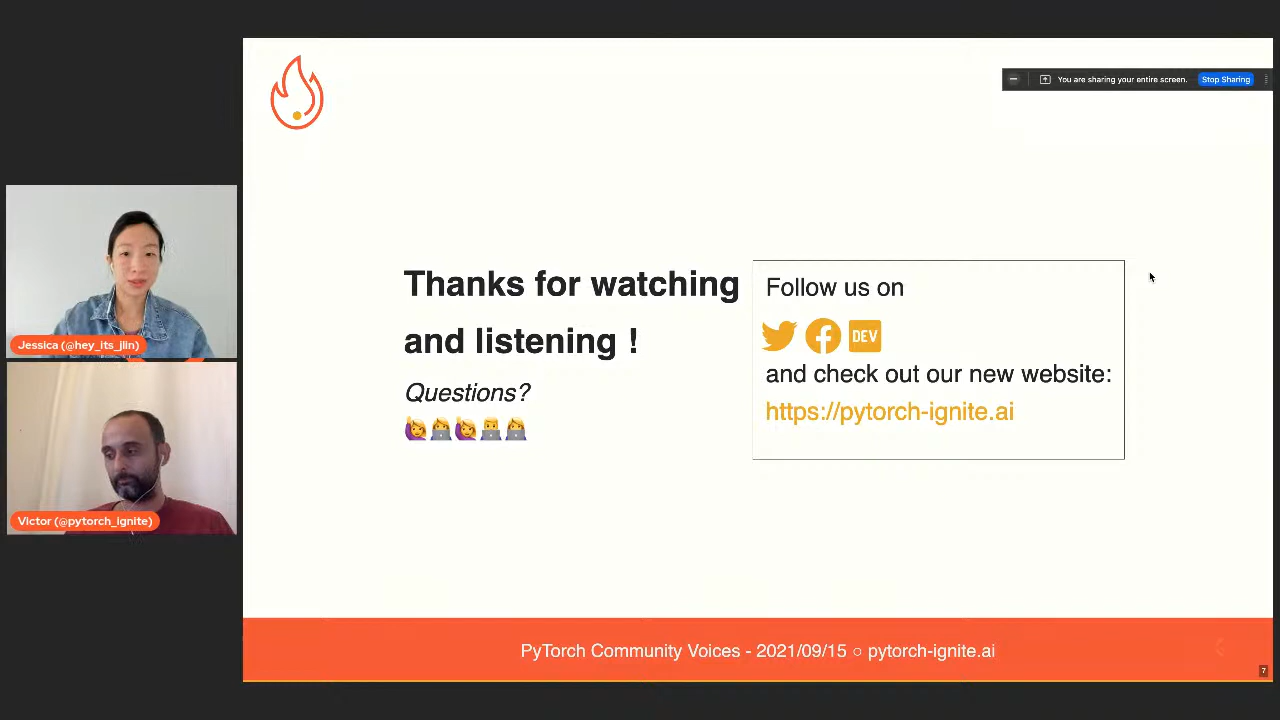 You are sharing your entire screen. Stop Sharing
Jessica (@hey_its_jlin)
Victor (@pytorch_ignite)
Thanks for watching
and listening !
Questions?
Follow us on
DEV
and check out our new website:
https://pytorch-ignite.ai
PyTorch Community Voices - 2021/09/15 ○ pytorch-ignite.ai
7